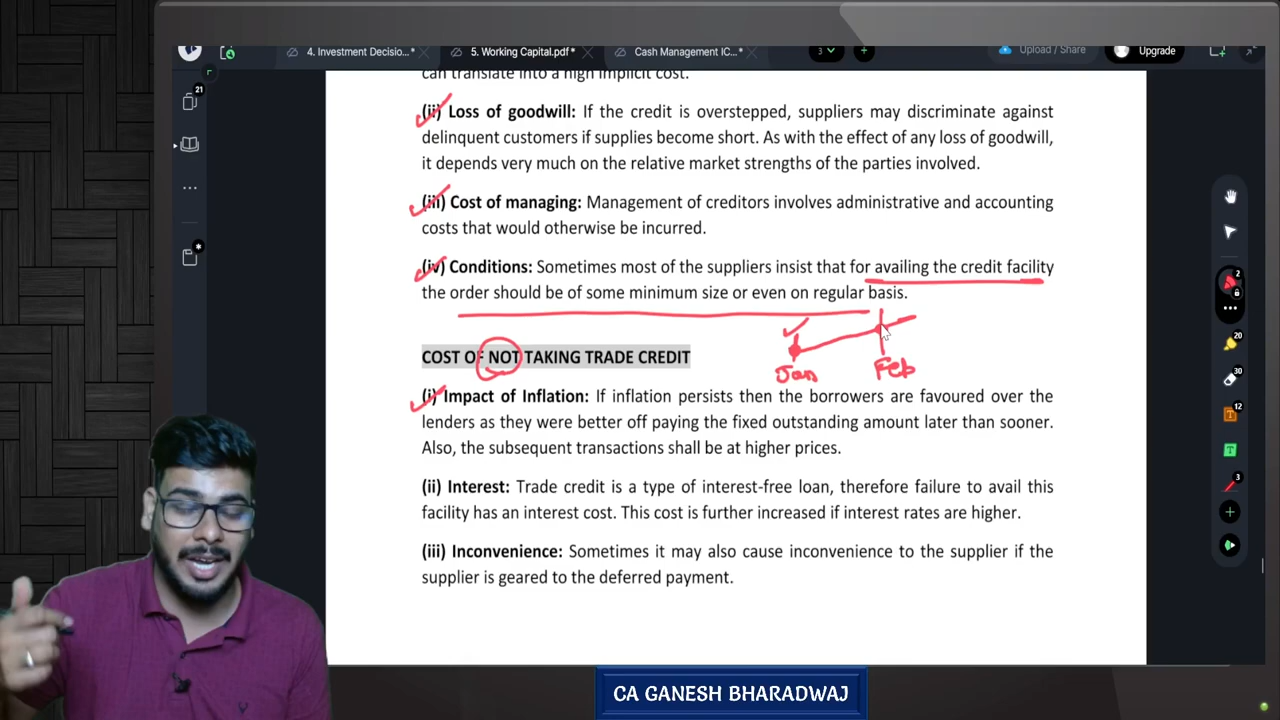 4. Investment Decisio...*
5. Working Capital.pdf*
Cash Management IC...*
3
Upload / Share
Upgrade
can translate into a high implicit cost.
(ii) Loss of goodwill: If the credit is overstepped, suppliers may discriminate against
delinquent customers if supplies become short. As with the effect of any loss of goodwill,
it depends very much on the relative market strengths of the parties involved.
(iii) Cost of managing: Management of creditors involves administrative and accounting
costs that would otherwise be incurred.
(iv) Conditions: Sometimes most of the suppliers insist that for availing the credit facility
the order should be of some minimum size or even on regular basis.
COST OF NOT TAKING TRADE CREDIT
Jan
Feb
(i) Impact of Inflation: If inflation persists then the borrowers are favoured over the
lenders as they were better off paying the fixed outstanding amount later than sooner.
Also, the subsequent transactions shall be at higher prices.
(ii) Interest: Trade credit is a type of interest-free loan, therefore failure to avail this
facility has an interest cost. This cost is further increased if interest rates are higher.
(iii) Inconvenience: Sometimes it may also cause inconvenience to the supplier if the
supplier is geared to the deferred payment.
21
2
20
30
12
T
T
3
CA GANESH BHARADWAJ